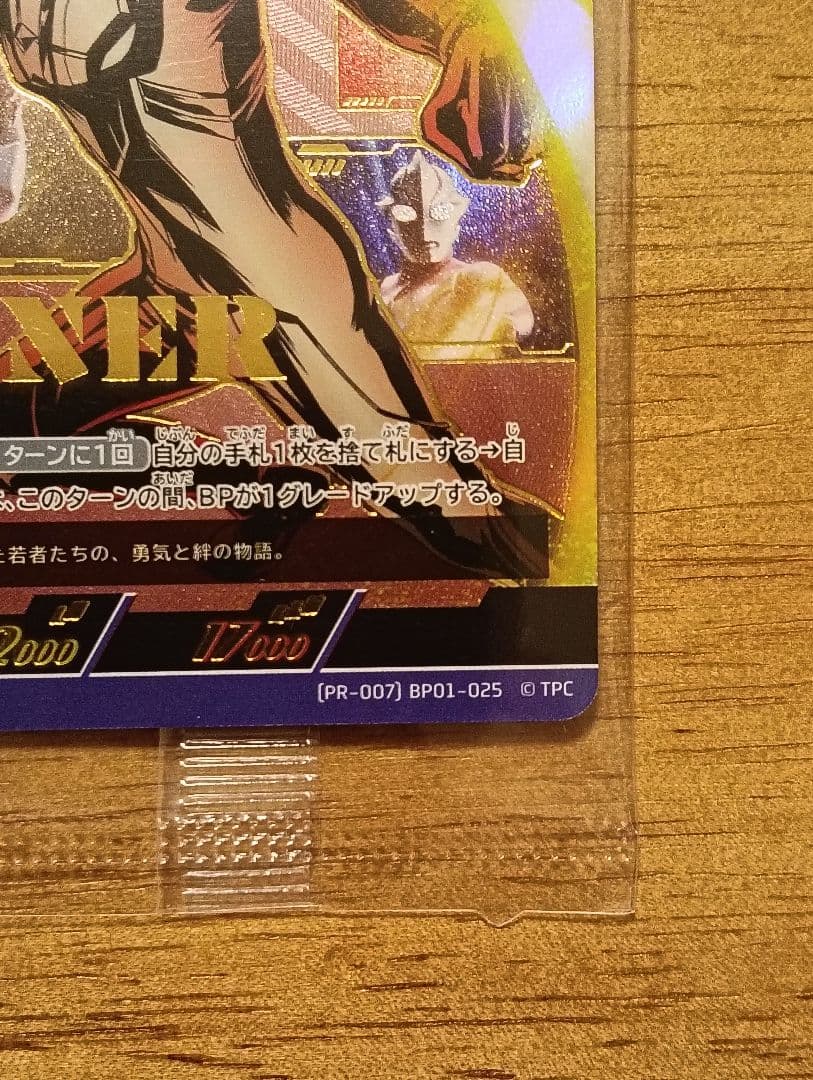 NER
ターンに1回 自分の手札1枚を捨て札にする→自
、このターンの間、BPが1グレードアップする。
た若者たちの、勇気と絆の物語。
2000 17000
[PR-007] BP01-025 © TPC